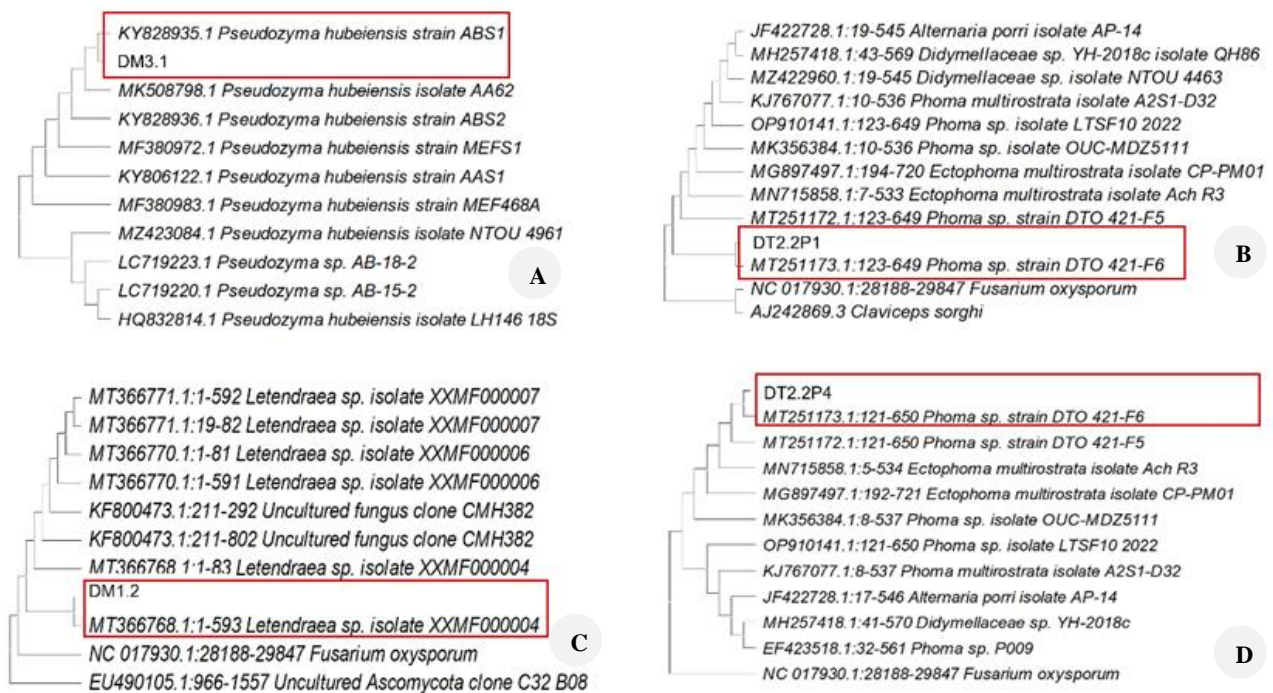 KY828935.1 Pseudozyma hubeiensis strain ABS1
DM3.1
MK508798.1 Pseudozyma hubeiensis isolate AA62
KY828936.1 Pseudozyma hubeiensis strain ABS2
MF380972.1 Pseudozyma hubeiensis strain MEFS1
KY806122.1 Pseudozyma hubeiensis strain AAS1
MF380983.1 Pseudozyma hubeiensis strain MEF468A
MZ423084.1 Pseudozyma hubeiensis isolate NTOU 4961
LC719223.1 Pseudozyma sp. AB-18-2
LC719220.1 Pseudozyma sp. AB-15-2
HQ832814.1 Pseudozyma hubeiensis isolate LH146 18S
A
JF422728.1:19-545 Alternaria porri isolate AP-14
MH257418.1:43-569 Didymellaceae sp. YH-2018c isolate QH86
MZ422960.1:19-545 Didymellaceae sp. isolate NTOU 4463
KJ767077.1:10-536 Phoma multirostrata isolate A2S1-D32
OP910141.1:123-649 Phoma sp. isolate LTSF10 2022
MK356384.1:10-536 Phoma sp. isolate OUC-MDZ5111
MG897497.1:194-720 Ectophoma multirostrata isolate CP-PM01
MN715858.1:7-533 Ectophoma multirostrata isolate Ach R3
MT251172.1:123-649 Phoma sp. strain DTO 421-F5
DT2.2P1
MT251173.1:123-649 Phoma sp. strain DTO 421-F6
NC 017930.1:28188-29847 Fusarium oxysporum
AJ242869.3 Claviceps sorghi
B
MT366771.1:1-592 Letendraea sp. isolate XXMF000007
MT366771.1:19-82 Letendraea sp. isolate XXMF000007
MT366770.1:1-81 Letendraea sp. isolate XXMF000006
MT366770.1:1-591 Letendraea sp. isolate XXMF000006
KF800473.1:211-292 Uncultured fungus clone CMH382
KF800473.1:211-802 Uncultured fungus clone CMH382
MT366768.1:1-83 Letendraea sp. isolate XXMF000004
DM1.2
MT366768.1:1-593 Letendraea sp. isolate XXMF000004
NC 017930.1:28188-29847 Fusarium oxysporum
EU490105.1:966-1557 Uncultured Ascomycota clone C32 B08
C
DT2.2P4
MT251173.1:121-650 Phoma sp. strain DTO 421-F6
MT251172.1:121-650 Phoma sp. strain DTO 421-F5
MN715858.1:5-534 Ectophoma multirostrata isolate Ach R3
MG897497.1:192-721 Ectophoma multirostrata isolate CP-PM01
MK356384.1:8-537 Phoma sp. isolate OUC-MDZ5111
OP910141.1:121-650 Phoma sp. isolate LTSF10 2022
KJ767077.1:8-537 Phoma multirostrata isolate A2S1-D32
JF422728.1:17-546 Alternaria porri isolate AP-14
MH257418.1:41-570 Didymellaceae sp. YH-2018c
EF423518.1:32-561 Phoma sp. P009
NC 017930.1:28188-29847 Fusarium oxysporum
D